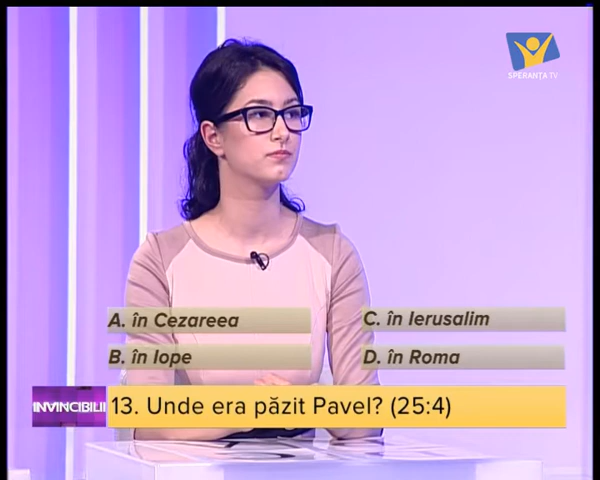 SPERANȚA TV
A. în Cezareea
C. în Ierusalim
B. în Iope
D. în Roma
INVINCIBILII
13. Unde era păzit Pavel? (25:4)